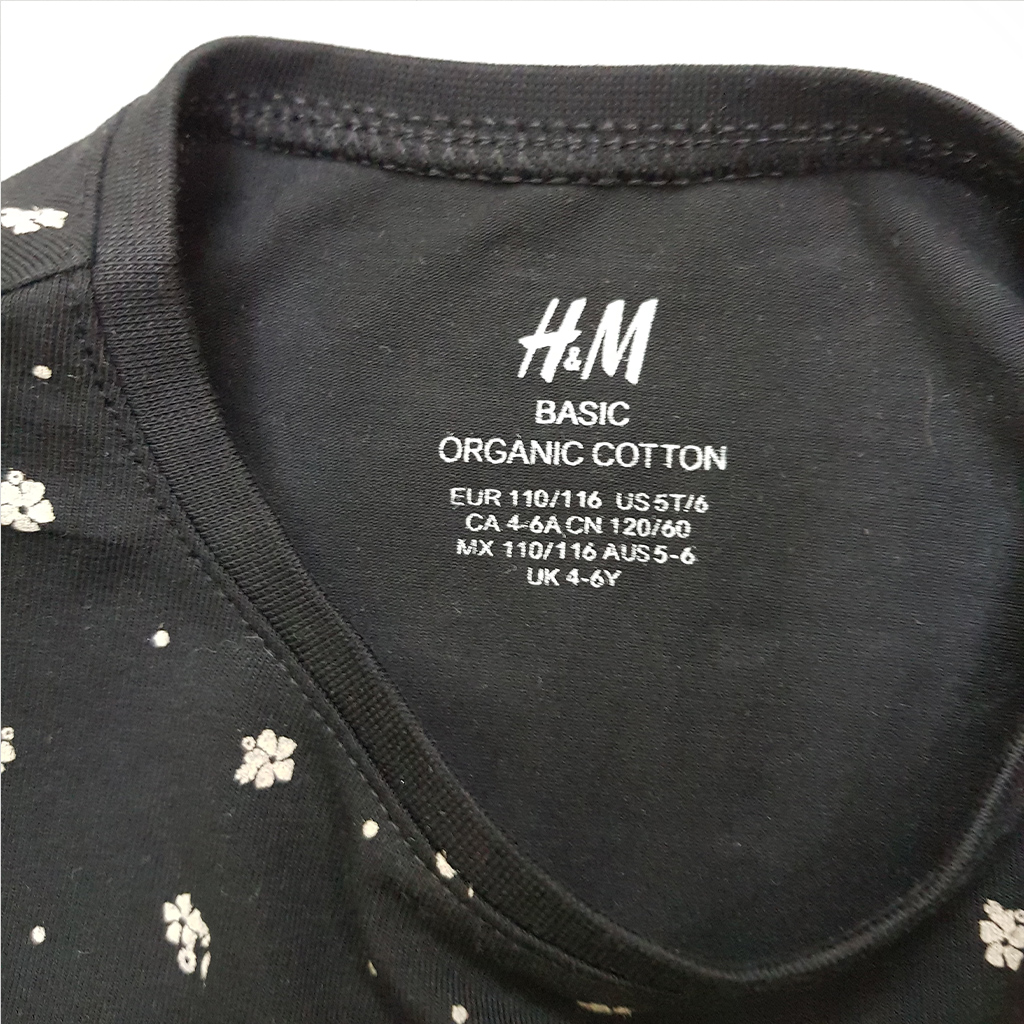 H&M
BASIC
ORGANIC COTTON
EUR 110/116 US 5T/6
CA 4-6A CN 120/60
MX 110/116 AUS 5-6
UK 4-6Y